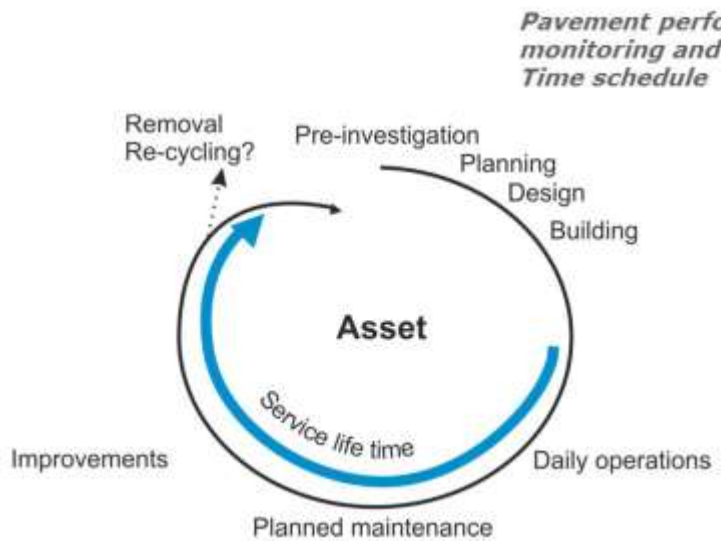 Pavement perfo
monitoring and
Time schedule
Removal
Re-cycling?
Pre-investigation
Planning
Design
Building
Asset
Service life time
Improvements
Daily operations
Planned maintenance